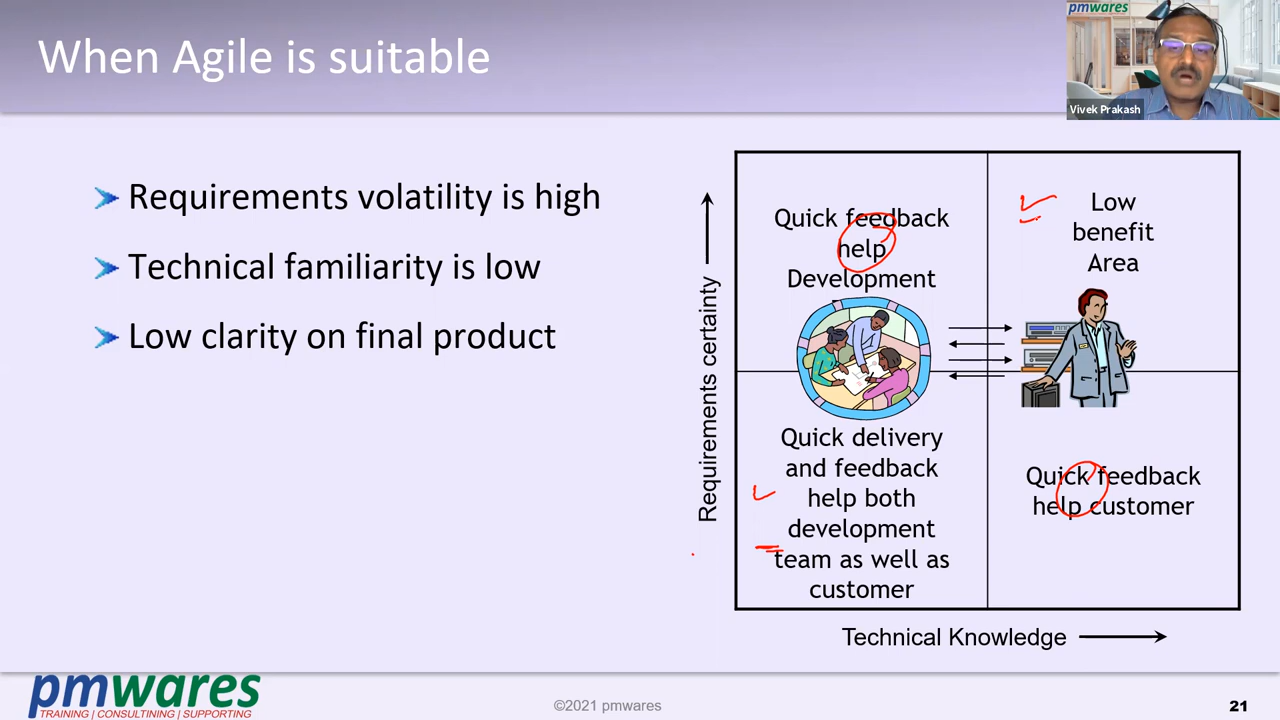 When Agile is suitable
pmwares
Vivek Prakash
Requirements volatility is high
Technical familiarity is low
Low clarity on final product
Requirements certainty
Quick feedback
help
Development
Low
benefit
Area
Quick delivery
and feedback
help both
development
team as well as
customer
Quick feedback
help customer
Technical Knowledge
pmwares
TRAINING | CONSULTINING | SUPPORTING
©2021 pmwares
21